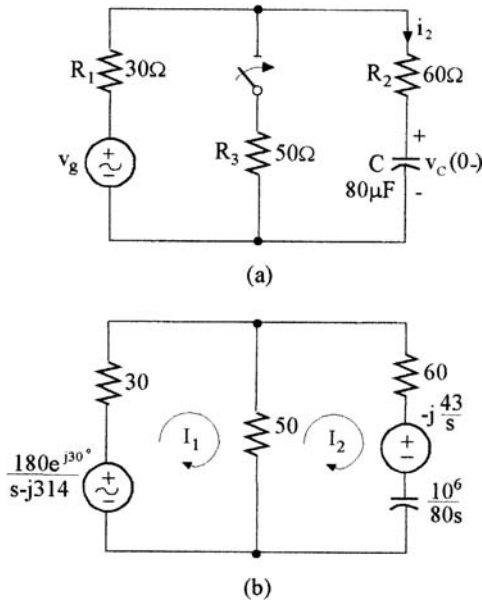 i₂
R₁ 30Ω
R₂ 60Ω
v_g + ~ -
R₃ 50Ω
+
C v_C(0-)
80μF -
(a)
30
60
50
-j 43/s
+ -
I₁
I₂
180e^{j30°}/s-j314
+ ~ -
10⁶/80s
(b)